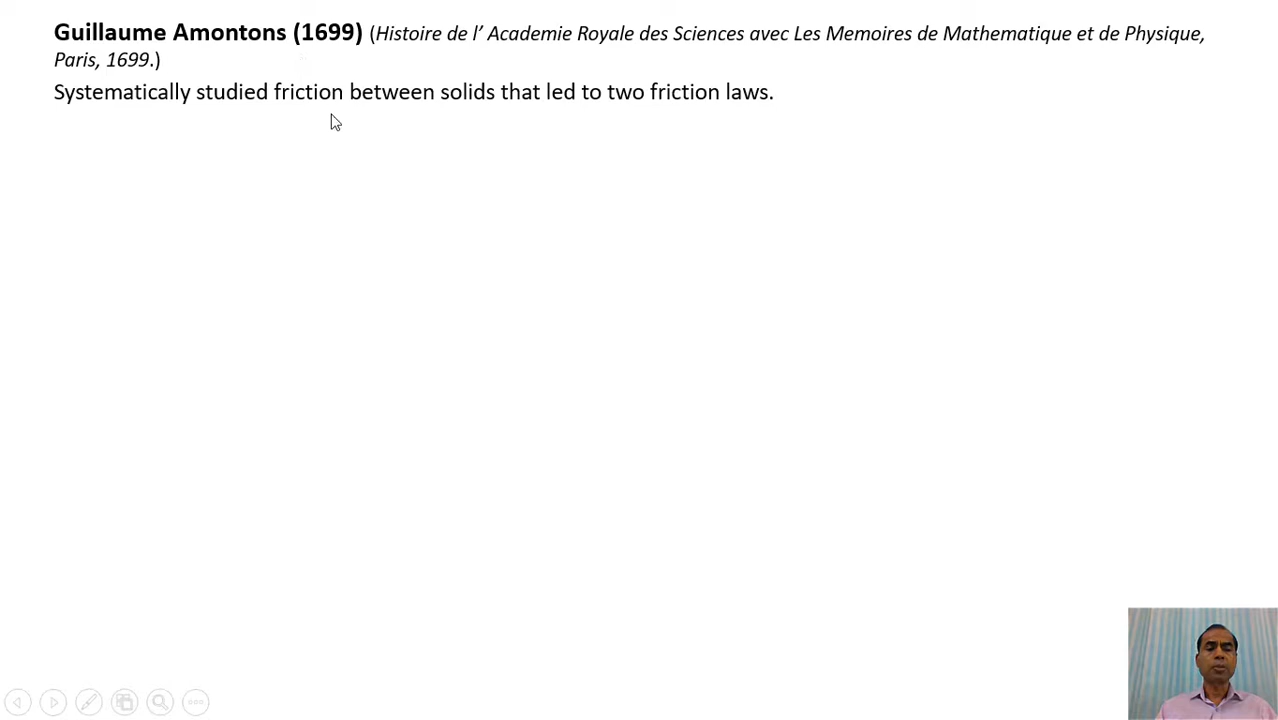 Guillaume Amontons (1699) (Histoire de l’ Academie Royale des Sciences avec Les Memoires de Mathematique et de Physique,
Paris, 1699.)
Systematically studied friction between solids that led to two friction laws.